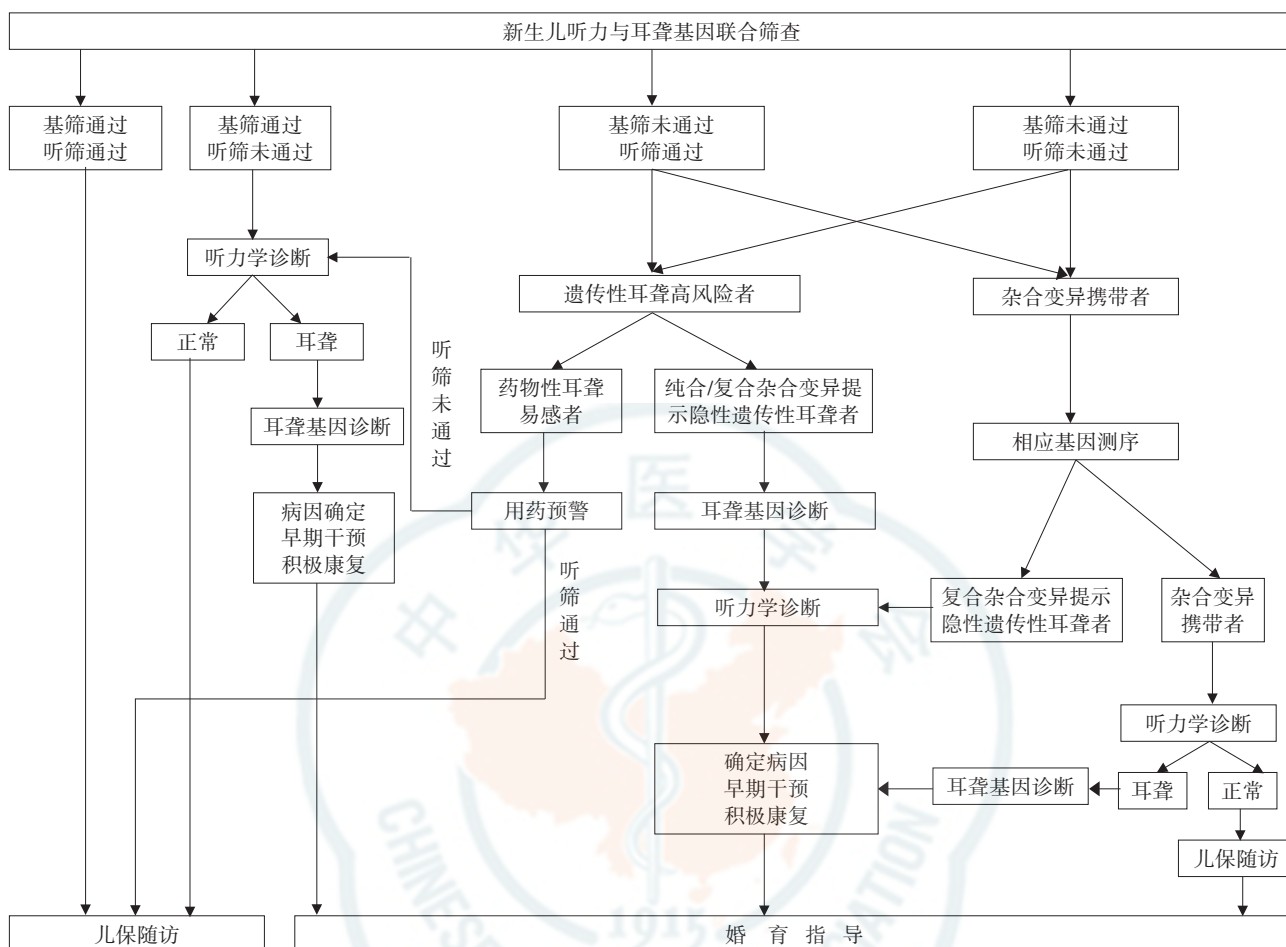 新生儿听力与耳聋基因联合筛查
基筛通过
听筛通过
基筛通过
听筛未通过
基筛未通过
听筛通过
基筛未通过
听筛未通过
听力学诊断
遗传性耳聋高风险者
杂合变异携带者
正常
耳聋
听筛未通过
药物性耳聋
易感者
纯合/复合杂合变异提
示隐性遗传性耳聋者
耳聋基因诊断
相应基因测序
病因确定
早期干预
积极康复
用药预警
耳聋基因诊断
听筛通过
听力学诊断
复合杂合变异提示
隐性遗传性耳聋者
杂合变异
携带者
听力学诊断
确定病因
早期干预
积极康复
耳聋基因诊断
耳聋
正常
儿保随访
儿保随访
婚育指导
中华医学会
CHINESE
1915